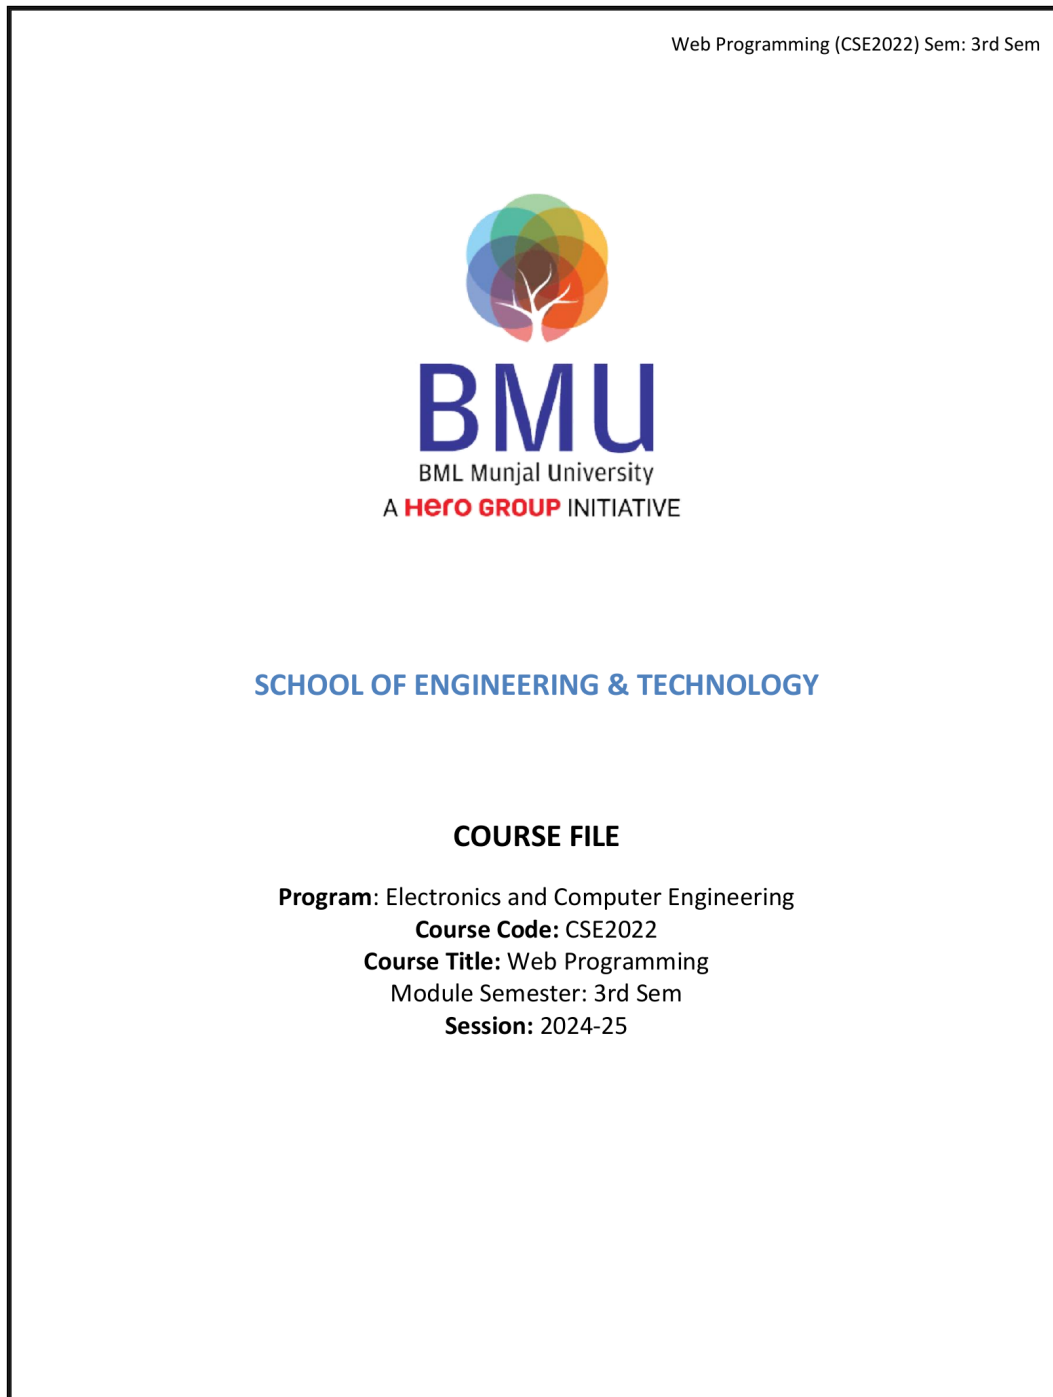 Web Programming (CSE2022) Sem: 3rd Sem
BMU
BML Munjal University
A Hero GROUP INITIATIVE
SCHOOL OF ENGINEERING & TECHNOLOGY
COURSE FILE
Program: Electronics and Computer Engineering
Course Code: CSE2022
Course Title: Web Programming
Module Semester: 3rd Sem
Session: 2024-25